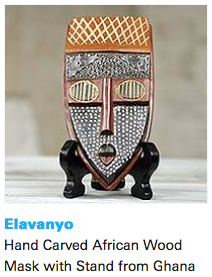 Elavanyo
Hand Carved African Wood
Mask with Stand from Ghana